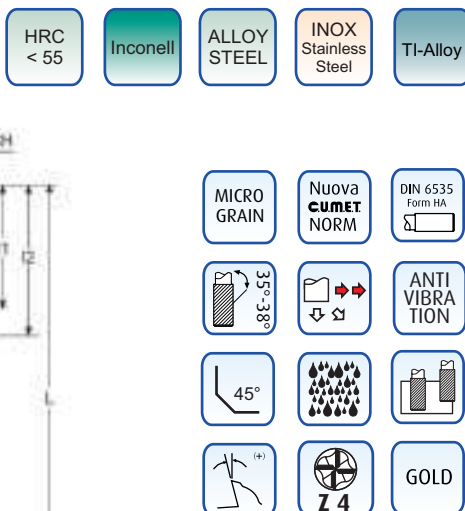 HRC
< 55
Inconell
ALLOY
STEEL
INOX
Stainless
Steel
TI-Alloy
MICRO
GRAIN
Nuova
C.U.M.E.T.
NORM
DIN 6535
Form HA
l2
L
35°-38°
ANTI
VIBRA
TION
45°
(+)
Z 4
GOLD